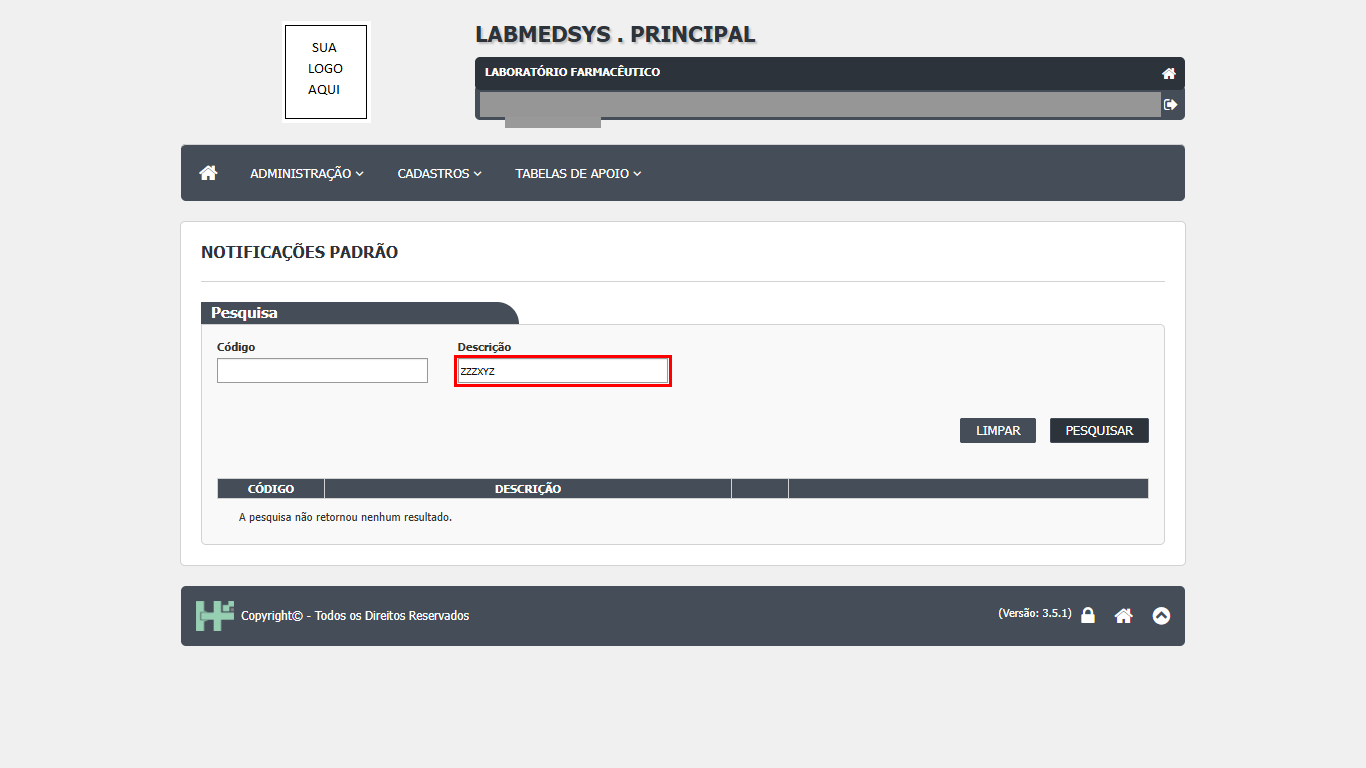 SUA
LOGO
AQUI
LABMEDSYS . PRINCIPAL
LABORATÓRIO FARMACÊUTICO
ADMINISTRAÇÃO CADASTROS TABELAS DE APOIO
NOTIFICAÇÕES PADRÃO
Pesquisa
Código Descrição
ZZZXYZ
LIMPAR PESQUISAR
CÓDIGO DESCRIÇÃO
A pesquisa não retornou nenhum resultado.
Copyright© - Todos os Direitos Reservados (Versão: 3.5.1)